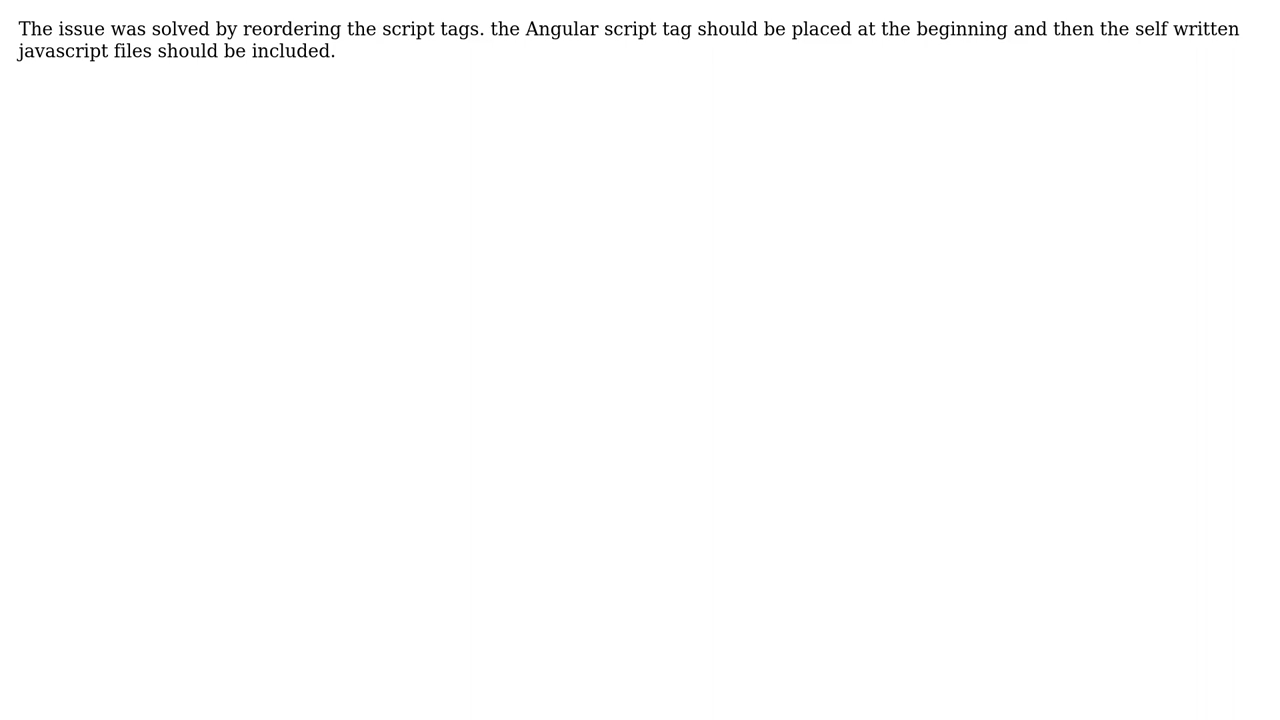 The issue was solved by reordering the script tags. the Angular script tag should be placed at the beginning and then the self written
javascript files should be included.